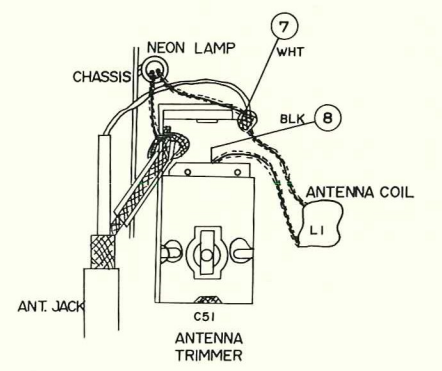 7
NEON LAMP
WHT
CHASSIS
BLK
8
ANTENNA COIL
L1
ANT. JACK
C51
ANTENNA
TRIMMER